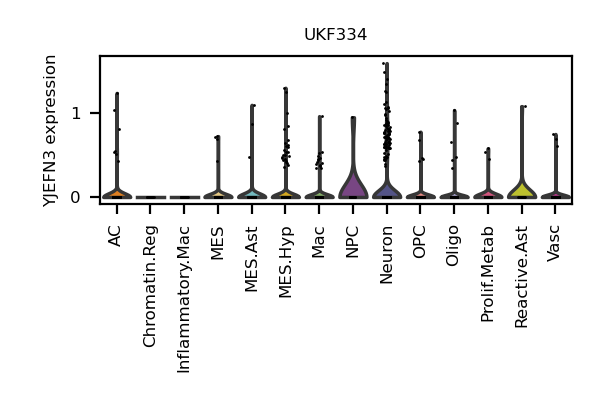 UKF334
YJEFN3 expression
1
0
AC
Chromatin.Reg
Inflammatory.Mac
MES
MES.Ast
MES.Hyp
Mac
NPC
Neuron
OPC
Oligo
Prolif.Metab
Reactive.Ast
Vasc